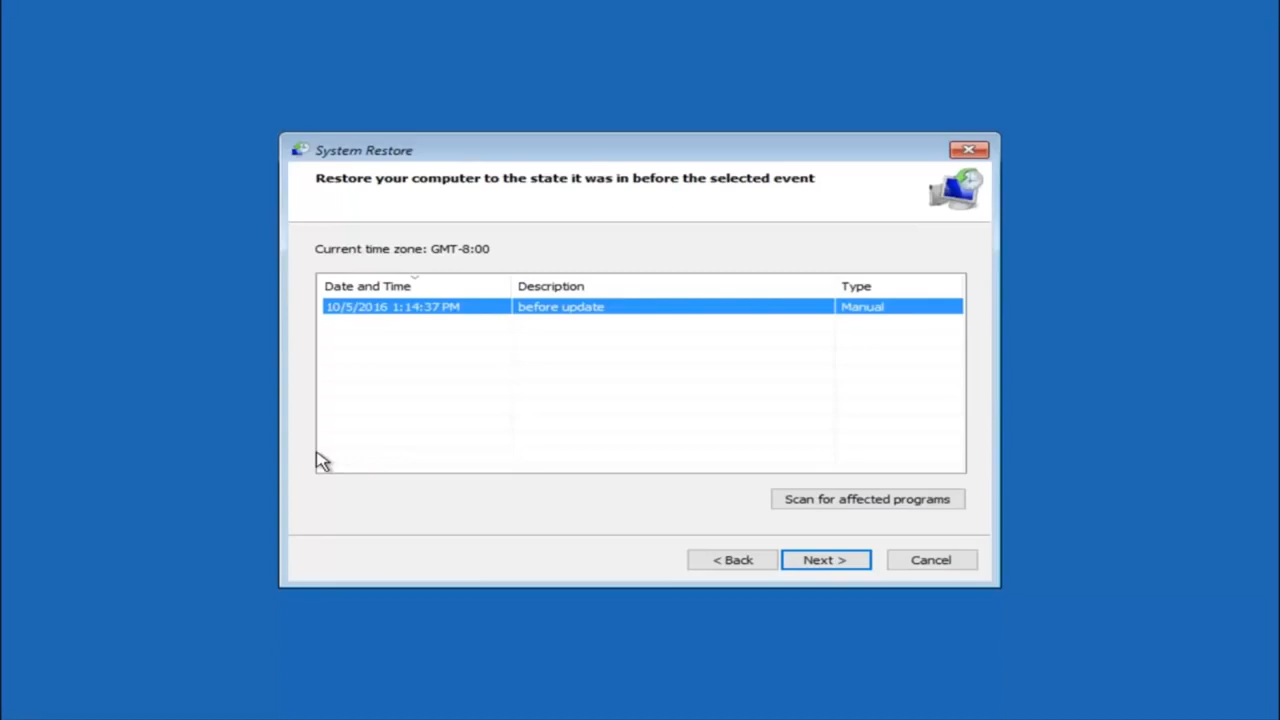 System Restore
Restore your computer to the state it was in before the selected event
Current time zone: GMT-8:00
Date and Time Description Type
10/5/2016 1:14:37 PM before update Manual
Scan for affected programs
< Back Next > Cancel